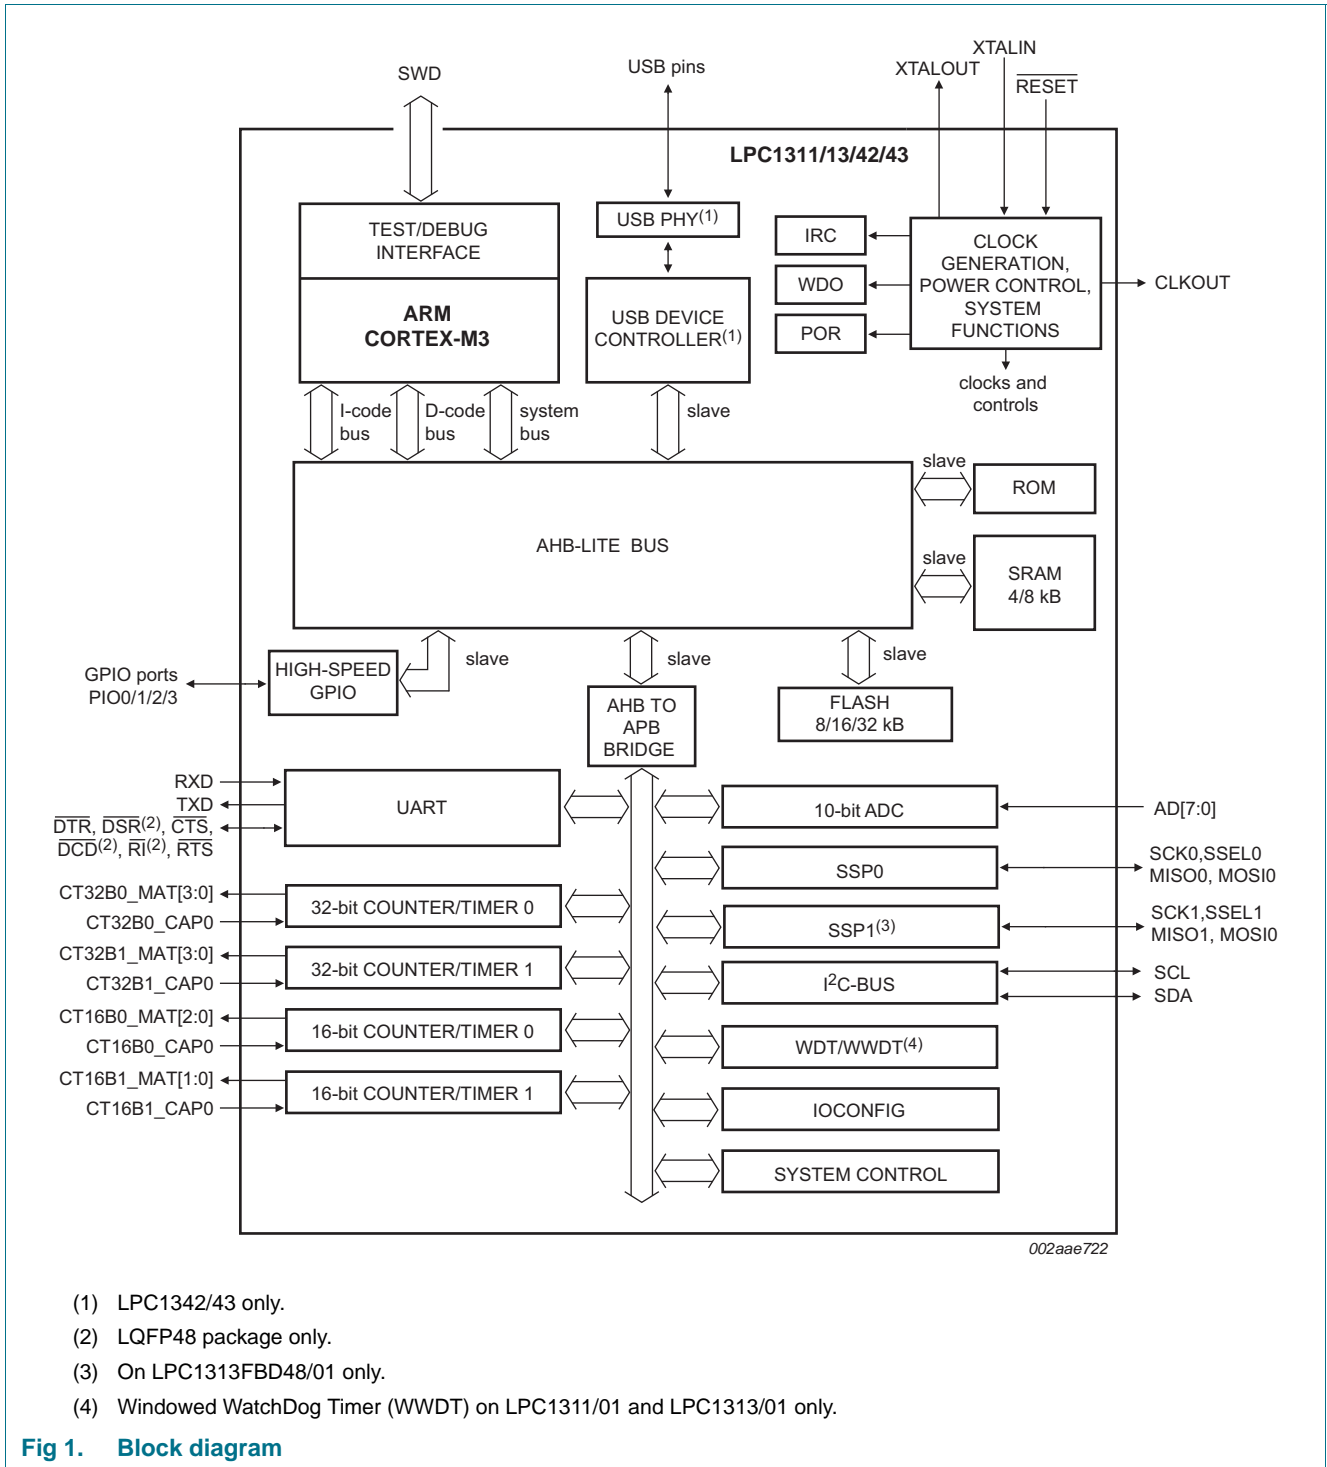 SWD
USB pins
XTALIN
XTALOUT
RESET
LPC1311/13/42/43
TEST/DEBUG
INTERFACE
ARM
CORTEX-M3
USB PHY(1)
USB DEVICE
CONTROLLER(1)
IRC
WDO
POR
CLOCK
GENERATION,
POWER CONTROL,
SYSTEM
FUNCTIONS
CLKOUT
clocks and
controls
I-code
bus
D-code
bus
system
bus
slave
AHB-LITE BUS
slave
ROM
slave
SRAM
4/8 kB
GPIO ports
PIO0/1/2/3
HIGH-SPEED
GPIO
slave
slave
slave
AHB TO
APB
BRIDGE
FLASH
8/16/32 kB
RXD
TXD
DTR, DSR(2), CTS,
DCD(2), RI(2), RTS
UART
10-bit ADC
AD[7:0]
SSP0
SCK0,SSEL0
MISO0, MOSI0
CT32B0_MAT[3:0]
CT32B0_CAP0
32-bit COUNTER/TIMER 0
SSP1(3)
SCK1,SSEL1
MISO1, MOSI0
CT32B1_MAT[3:0]
CT32B1_CAP0
32-bit COUNTER/TIMER 1
I2C-BUS
SCL
SDA
CT16B0_MAT[2:0]
CT16B0_CAP0
16-bit COUNTER/TIMER 0
WDT/WWDT(4)
CT16B1_MAT[1:0]
CT16B1_CAP0
16-bit COUNTER/TIMER 1
IOCONFIG
SYSTEM CONTROL
002aae722
(1) LPC1342/43 only.
(2) LQFP48 package only.
(3) On LPC1313FBD48/01 only.
(4) Windowed WatchDog Timer (WWDT) on LPC1311/01 and LPC1313/01 only.
Fig 1. Block diagram